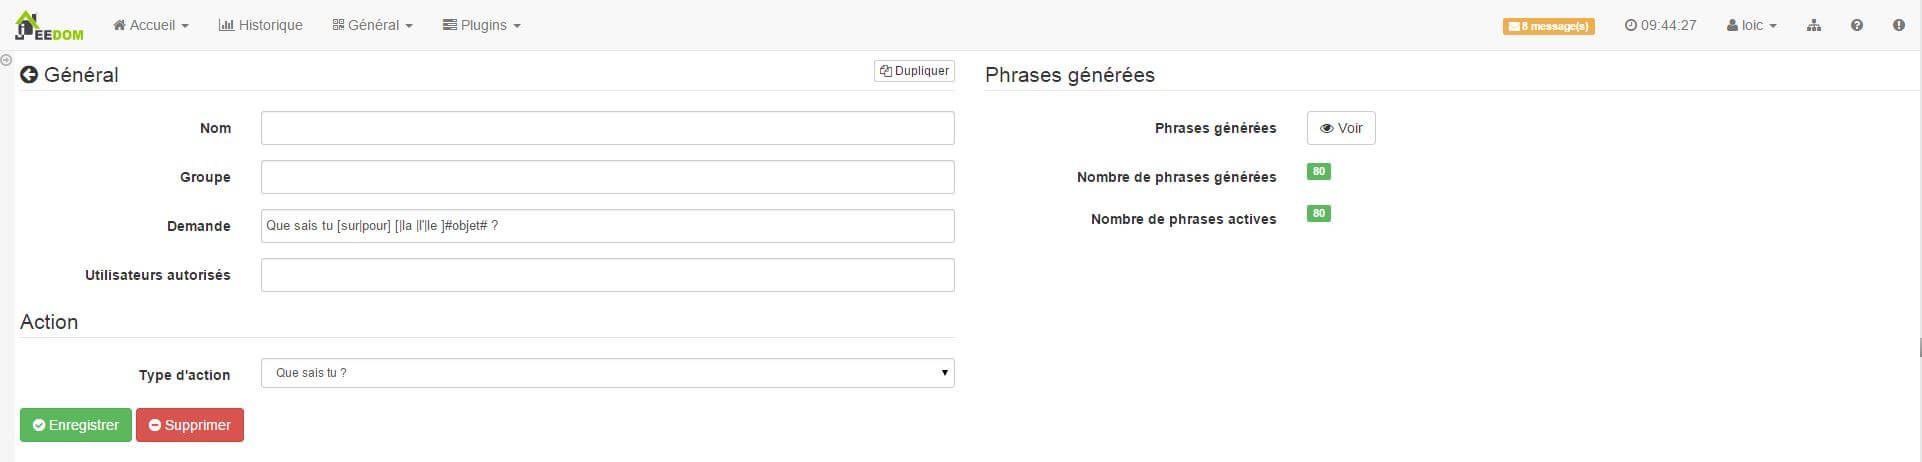 JEEDOM Accueil Historique Général Plugins 8 message(s) 09:44:27 loic
Général Dupliquer
Nom
Groupe
Demande Que sais tu [sur|pour] [|la |l'|le ]#objet# ?
Utilisateurs autorisés
Action
Type d'action Que sais tu ?
Enregistrer Supprimer
Phrases générées
Phrases générées Voir
Nombre de phrases générées 80
Nombre de phrases actives 80